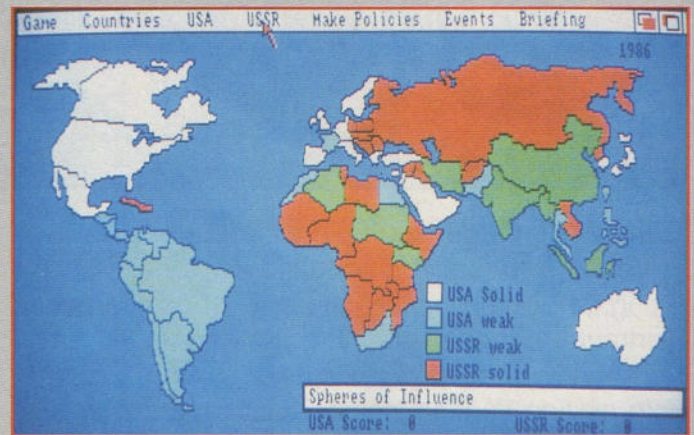 Game Countries USA USSR Make Policies Events Briefing
1986
USA Solid
USA weak
USSR weak
USSR solid
Spheres of Influence
USA Score: 0 USSR Score: 0